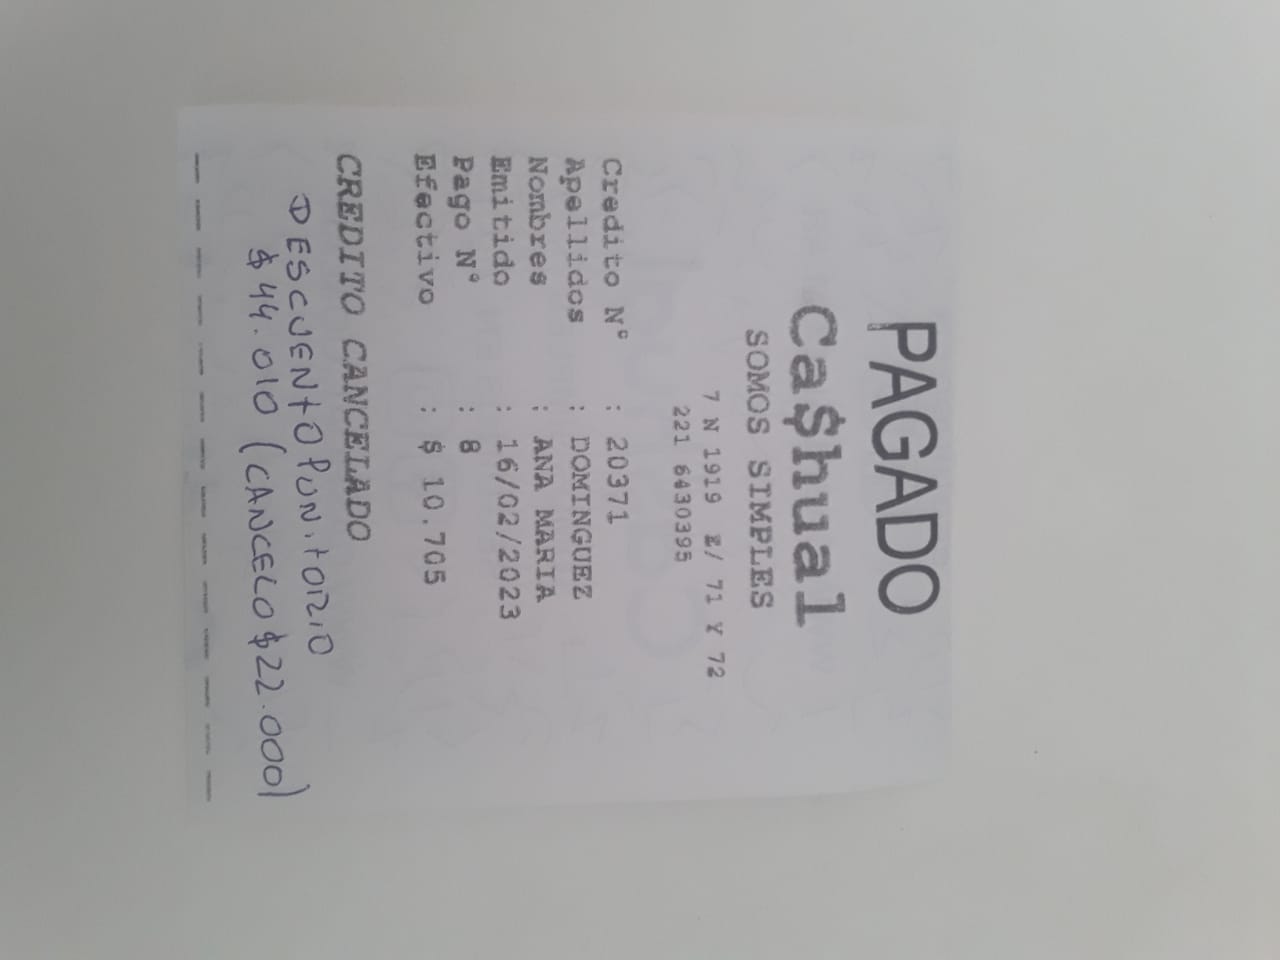 PAGADO
Ca$hual
SOMOS SIMPLES
7 N 1919 E/ 71 Y 72
221 6430395
Credito N° : 20371
Apellidos : DOMINGUEZ
Nombres : ANA MARIA
Emitido : 16/02/2023
Pago N° : 8
Efectivo : $ 10.705
CREDITO CANCELADO
DESCUENTO PUNITORIO
$ 44.010 (CANCELO $22.000)